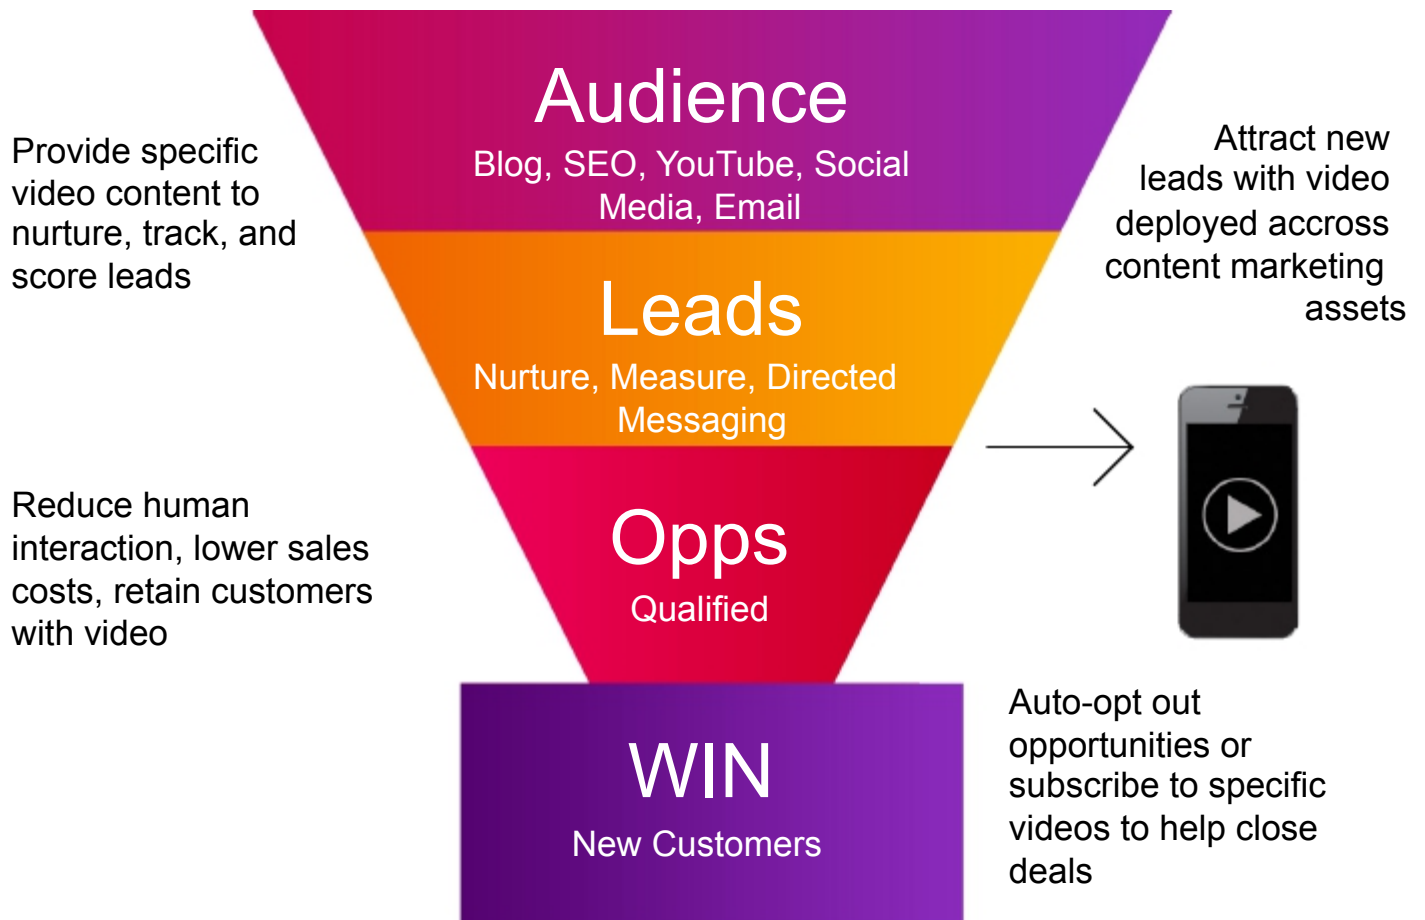 Audience
Blog, SEO, YouTube, Social
Media, Email
Provide specific
video content to
nurture, track, and
score leads
Attract new
leads with video
deployed accross
content marketing
assets
Leads
Nurture, Measure, Directed
Messaging
Opps
Qualified
Reduce human
interaction, lower sales
costs, retain customers
with video
WIN
New Customers
Auto-opt out
opportunities or
subscribe to specific
videos to help close
deals